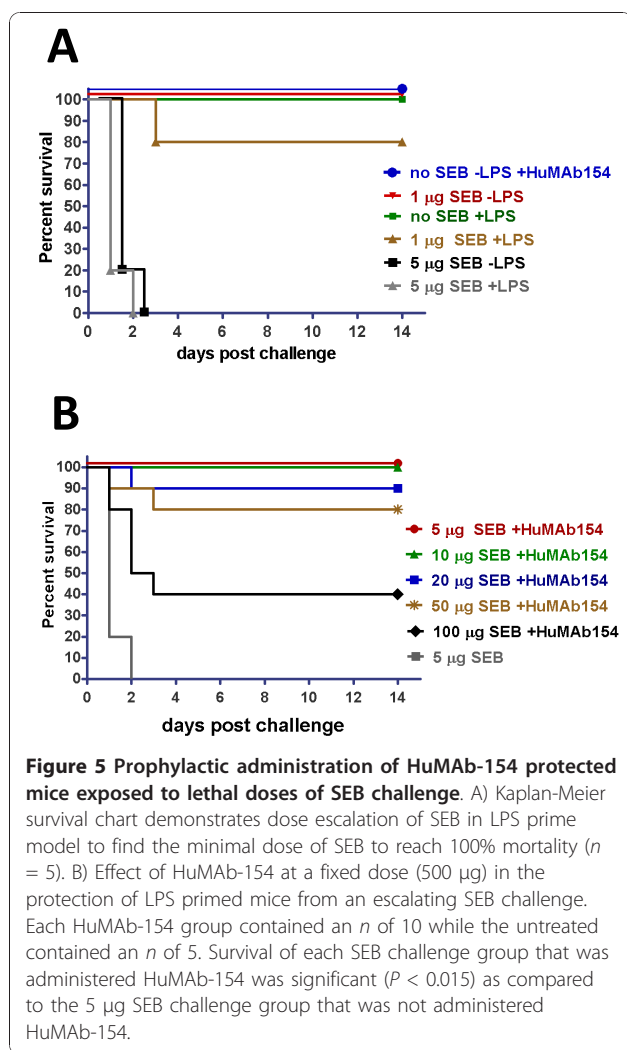 A
Percent survival
100
90
80
70
60
50
40
30
20
10
0
0 2 4 6 8 10 12 14
days post challenge
no SEB -LPS +HuMAb154
1 μg SEB -LPS
no SEB +LPS
1 μg SEB +LPS
5 μg SEB -LPS
5 μg SEB +LPS
B
Percent survival
100
90
80
70
60
50
40
30
20
10
0
0 2 4 6 8 10 12 14
days post challenge
5 μg SEB +HuMAb154
10 μg SEB +HuMAb154
20 μg SEB +HuMAb154
50 μg SEB +HuMAb154
100 μg SEB +HuMAb154
5 μg SEB
Figure 5 Prophylactic administration of HuMAb-154 protected
mice exposed to lethal doses of SEB challenge. A) Kaplan-Meier
survival chart demonstrates dose escalation of SEB in LPS prime
model to find the minimal dose of SEB to reach 100% mortality (n
= 5). B) Effect of HuMAb-154 at a fixed dose (500 μg) in the
protection of LPS primed mice from an escalating SEB challenge.
Each HuMAb-154 group contained an n of 10 while the untreated
contained an n of 5. Survival of each SEB challenge group that was
administered HuMAb-154 was significant (P < 0.015) as compared
to the 5 μg SEB challenge group that was not administered
HuMAb-154.